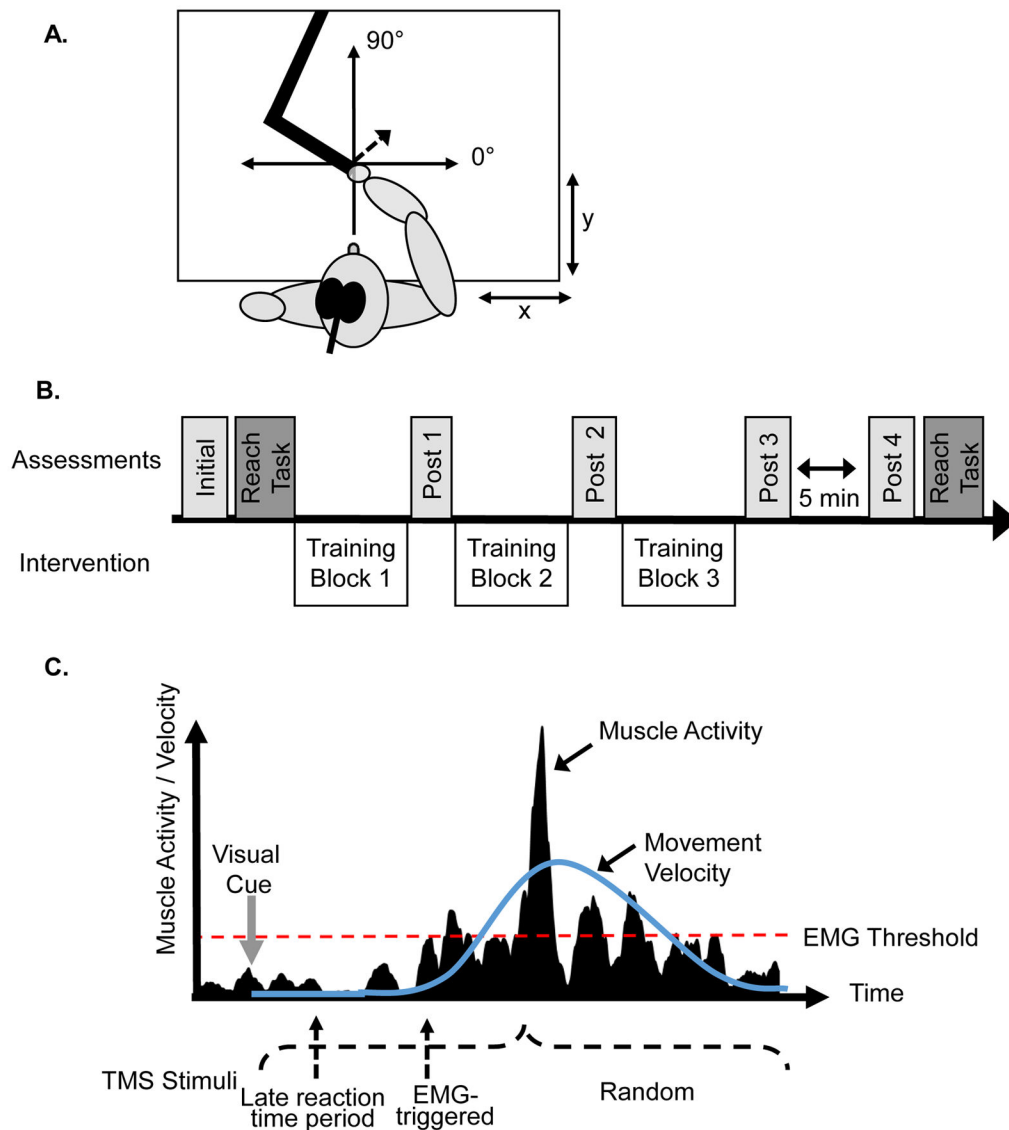 A.
90°
0°
y
x
B.
Assessments
Initial
Reach
Task
Post 1
Post 2
Post 3
5 min
Post 4
Reach
Task
Intervention
Training
Block 1
Training
Block 2
Training
Block 3
C.
Muscle Activity / Velocity
Muscle Activity
Movement
Velocity
Visual
Cue
EMG Threshold
Time
TMS Stimuli
Late reaction
time period
EMG-
triggered
Random